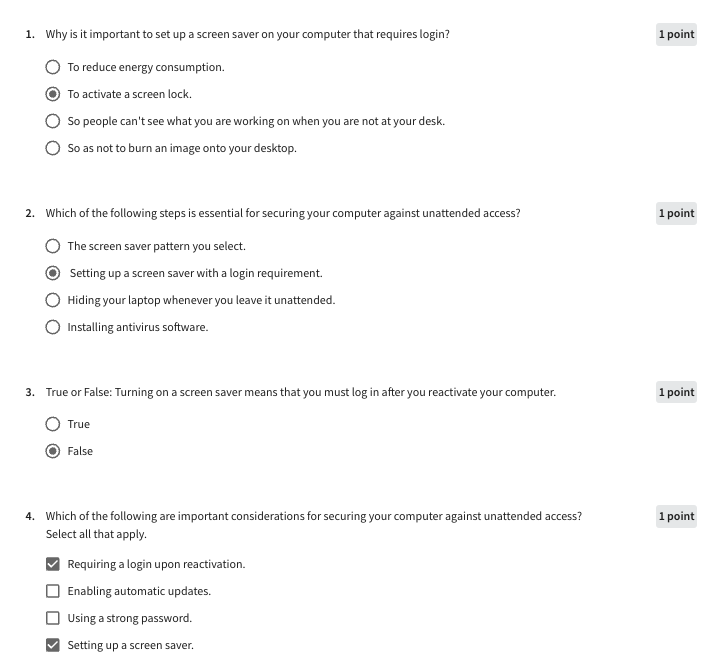 1. Why is it important to set up a screen saver on your computer that requires login? 1 point
To reduce energy consumption.
To activate a screen lock.
So people can't see what you are working on when you are not at your desk.
So as not to burn an image onto your desktop.
2. Which of the following steps is essential for securing your computer against unattended access? 1 point
The screen saver pattern you select.
Setting up a screen saver with a login requirement.
Hiding your laptop whenever you leave it unattended.
Installing antivirus software.
3. True or False: Turning on a screen saver means that you must log in after you reactivate your computer. 1 point
True
False
4. Which of the following are important considerations for securing your computer against unattended access? 1 point
Select all that apply.
Requiring a login upon reactivation.
Enabling automatic updates.
Using a strong password.
Setting up a screen saver.